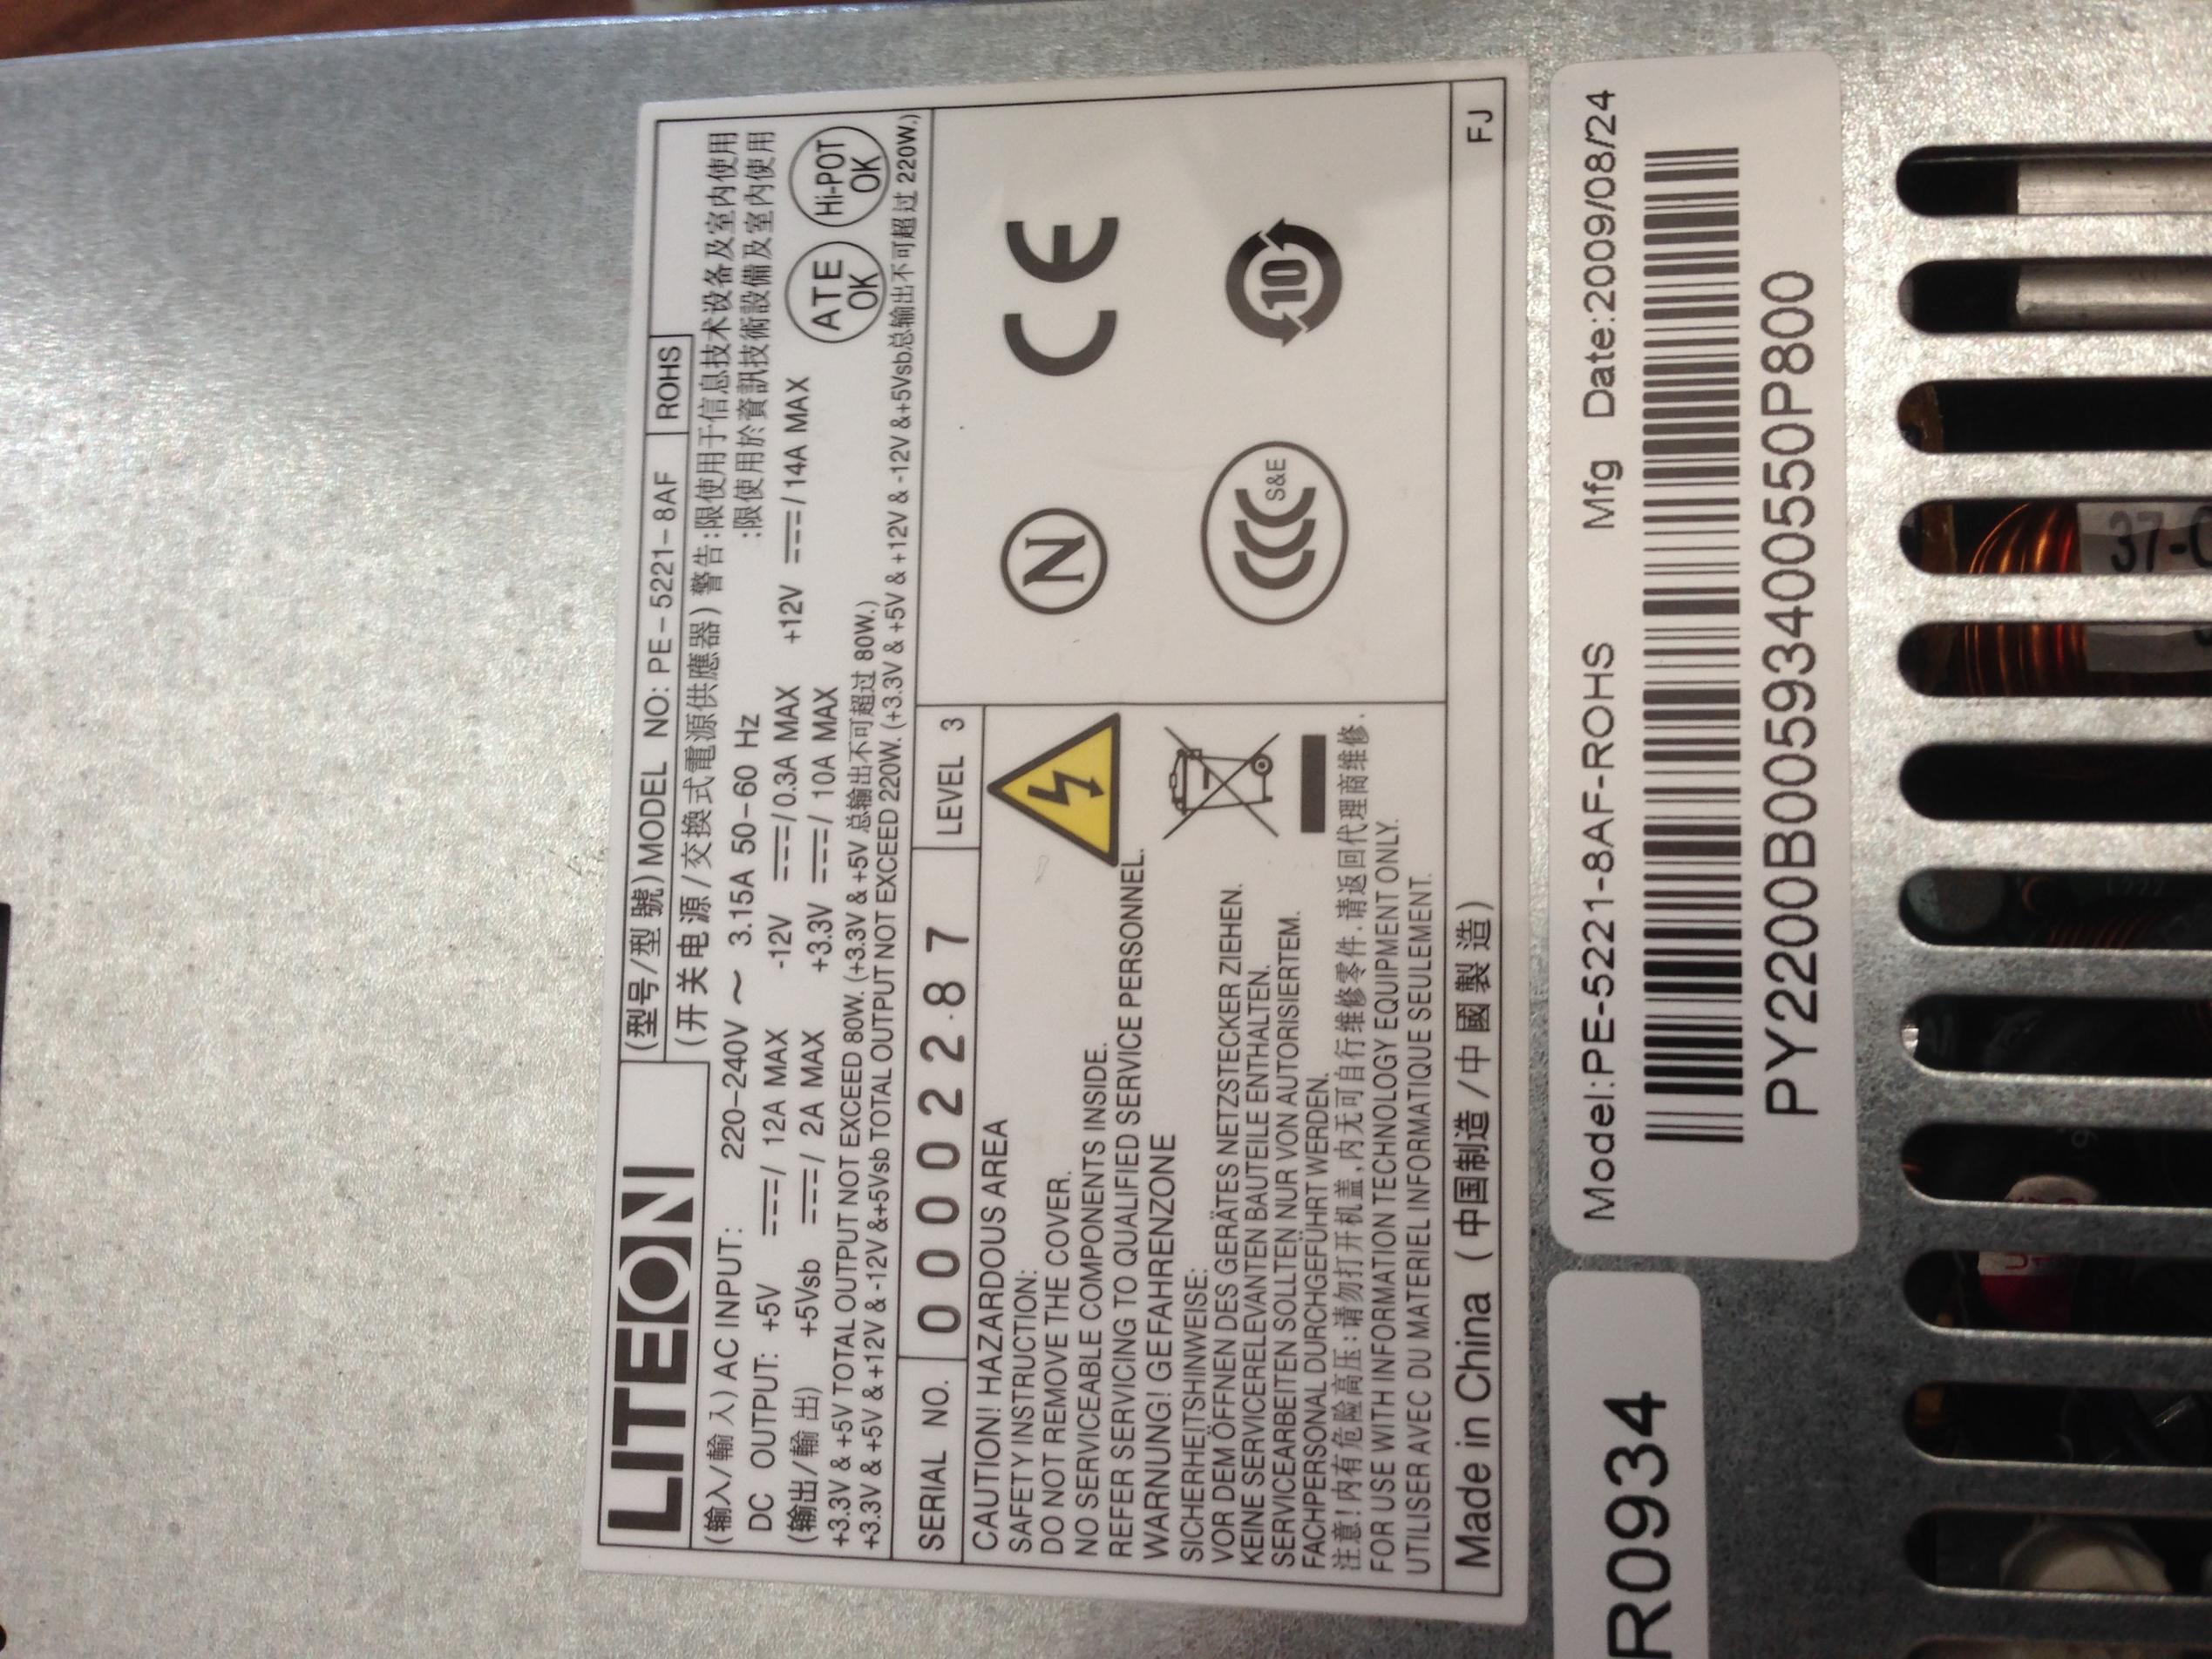 LITEON
(型号/型號)MODEL NO: PE-5221-8AF ROHS
(开关电源/交換式電源供應器) 警告:限使用于信息技术设备及室内使用
:限使用於資訊技術設備及室內使用
(输入/輸入) AC INPUT: 220-240V ~ 3.15A 50-60 Hz
DC OUTPUT: +5V ⎓/ 12A MAX -12V ⎓/ 0.3A MAX +12V ⎓/ 14A MAX
(输出/輸出) +5Vsb ⎓/ 2A MAX +3.3V ⎓/ 10A MAX
ATE OK
Hi-POT OK
+3.3V & +5V TOTAL OUTPUT NOT EXCEED 80W. (+3.3V & +5V 总输出不可超过 80W.)
+3.3V & +5V & +12V & -12V &+5Vsb TOTAL OUTPUT NOT EXCEED 220W. (+3.3V & +5V & +12V & -12V &+5Vsb总输出不可超过 220W.)
SERIAL NO. 0002287 LEVEL 3
CAUTION! HAZARDOUS AREA
SAFETY INSTRUCTION:
DO NOT REMOVE THE COVER.
NO SERVICEABLE COMPONENTS INSIDE.
REFER SERVICING TO QUALIFIED SERVICE PERSONNEL.
WARNUNG! GEFAHRENZONE
SICHERHEITSHINWEISE:
VOR DEM ÖFFNEN DES GERÄTES NETZSTECKER ZIEHEN.
KEINE SERVICERELEVANTEN BAUTEILE ENTHALTEN.
SERVICEARBEITEN SOLLTEN NUR VON AUTORISIERTEM.
FACHPERSONAL DURCHGEFÜHRT WERDEN.
注意!内有危险高压:请勿打开机盖,内无可自行维修零件.请返回代理商维修.
FOR USE WITH INFORMATION TECHNOLOGY EQUIPMENT ONLY.
UTILISER AVEC DU MATERIEL INFORMATIQUE SEULEMENT.
N
CE
CCC S&E
10
Made in China (中国制造/中國製造) FJ
Model:PE-5221-8AF-ROHS Mfg Date:2009/08/24
PY2200B0059340055​0P800
R0934
37-0